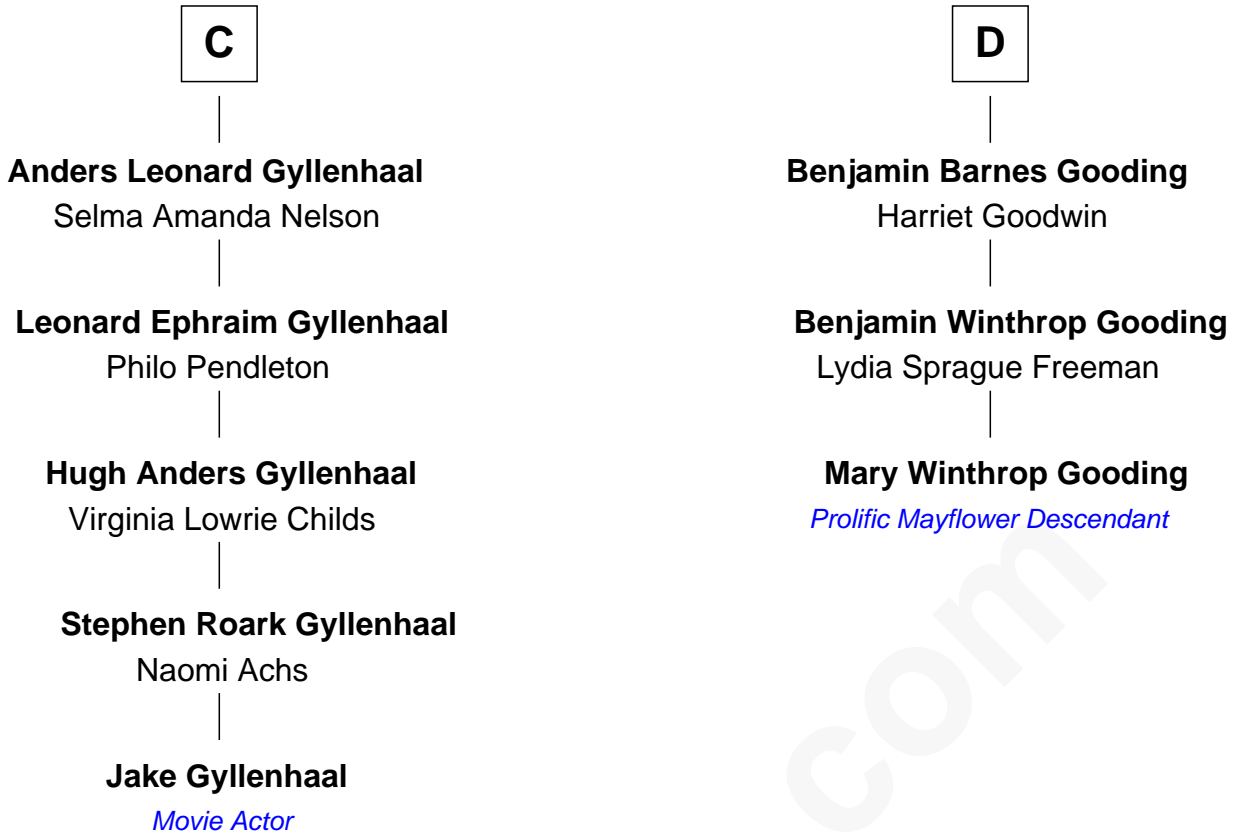 C
Anders Leonard Gyllenhaal
Selma Amanda Nelson
Leonard Ephraim Gyllenhaal
Philo Pendleton
Hugh Anders Gyllenhaal
Virginia Lowrie Childs
Stephen Roark Gyllenhaal
Naomi Achs
Jake Gyllenhaal
Movie Actor
D
Benjamin Barnes Gooding
Harriet Goodwin
Benjamin Winthrop Gooding
Lydia Sprague Freeman
Mary Winthrop Gooding
Prolific Mayflower Descendant
com